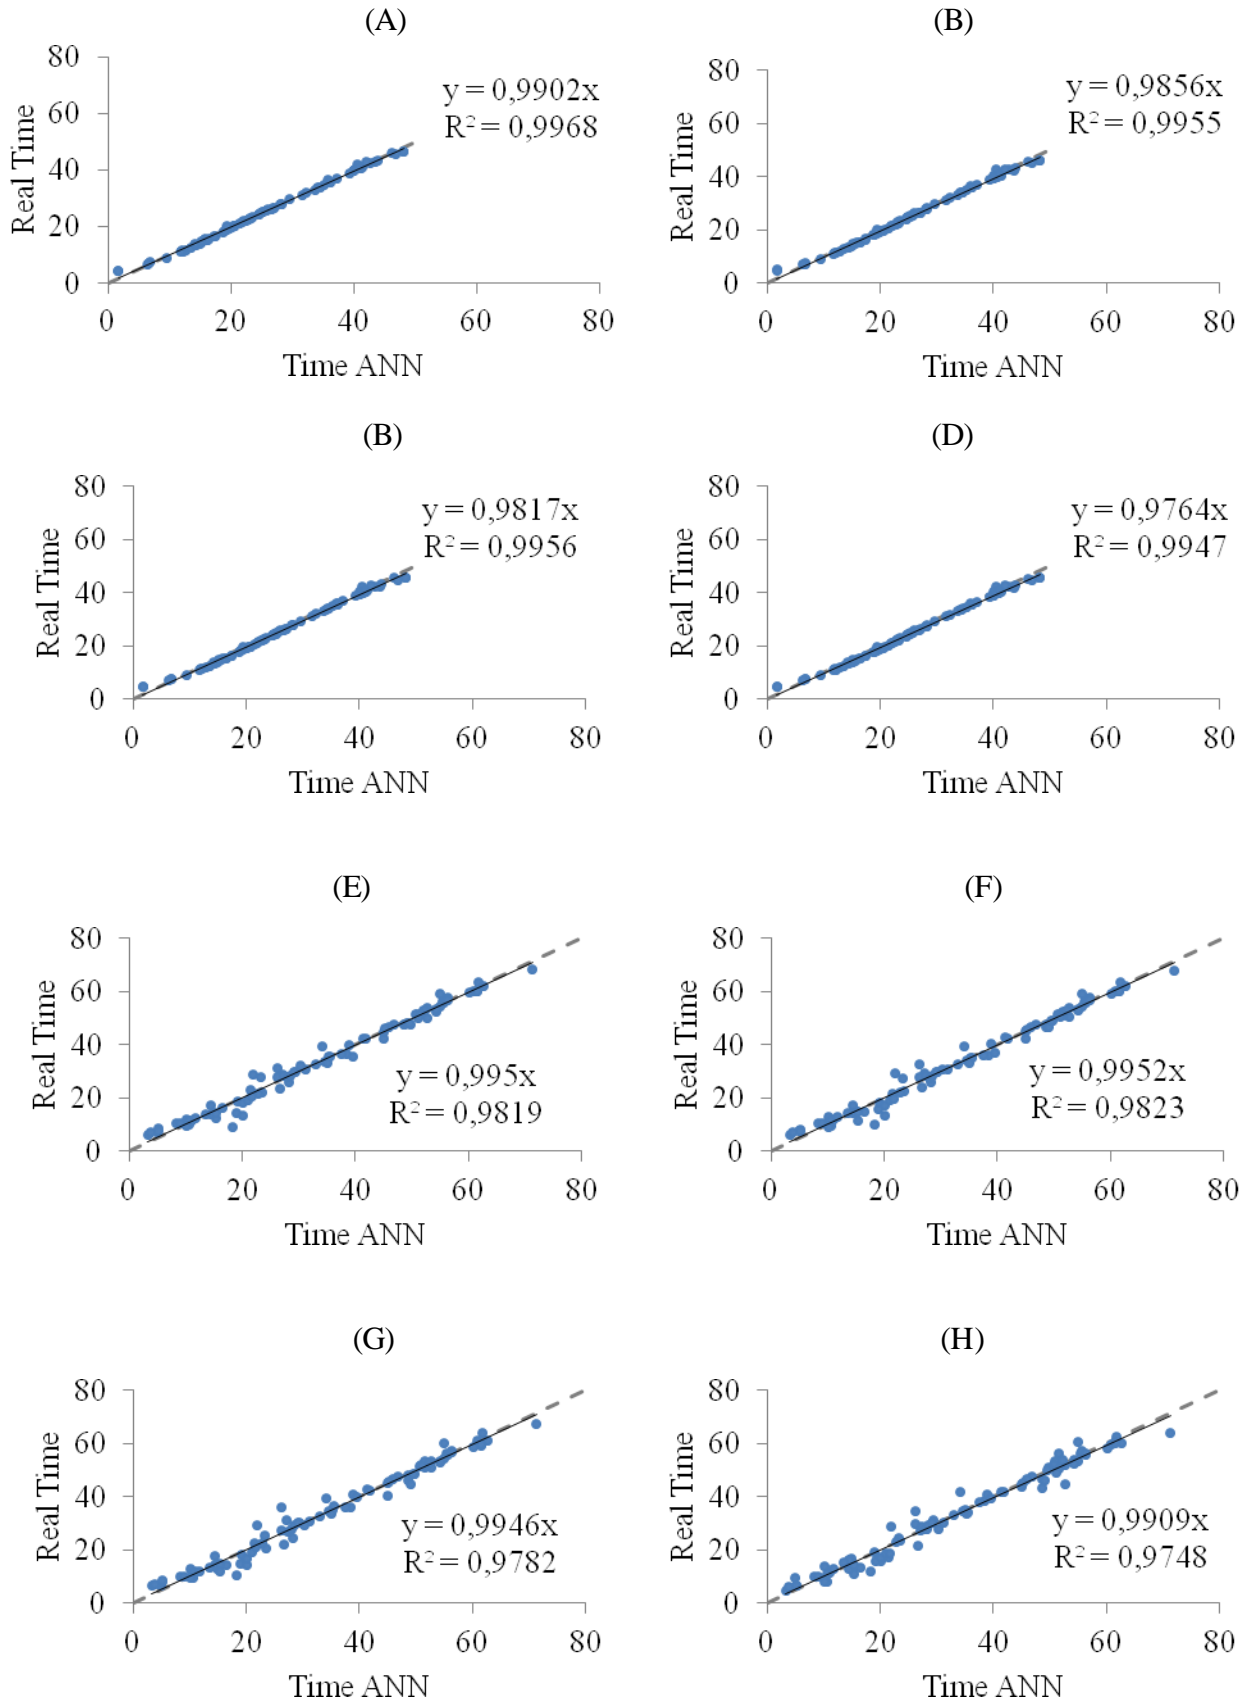 (A)
80
60
40
20
0
Real Time
y = 0,9902x
R² = 0,9968
0 20 40 60 80
Time ANN
(B)
80
60
40
20
0
Real Time
y = 0,9856x
R² = 0,9955
0 20 40 60 80
Time ANN
(B)
80
60
40
20
0
Real Time
y = 0,9817x
R² = 0,9956
0 20 40 60 80
Time ANN
(D)
80
60
40
20
0
Real Time
y = 0,9764x
R² = 0,9947
0 20 40 60 80
Time ANN
(E)
80
60
40
20
0
Real Time
y = 0,995x
R² = 0,9819
0 20 40 60 80
Time ANN
(F)
80
60
40
20
0
Real Time
y = 0,9952x
R² = 0,9823
0 20 40 60 80
Time ANN
(G)
80
60
40
20
0
Real Time
y = 0,9946x
R² = 0,9782
0 20 40 60 80
Time ANN
(H)
80
60
40
20
0
Real Time
y = 0,9909x
R² = 0,9748
0 20 40 60 80
Time ANN